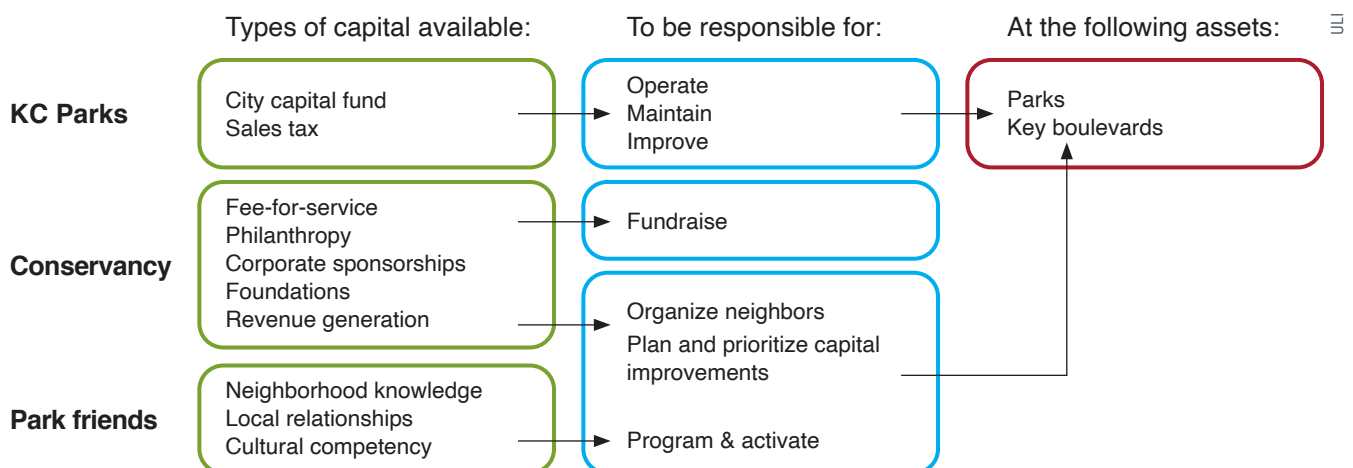 Types of capital available:
To be responsible for:
At the following assets:
ULI
KC Parks
City capital fund
Sales tax
Operate
Maintain
Improve
Parks
Key boulevards
Conservancy
Fee-for-service
Philanthropy
Corporate sponsorships
Foundations
Revenue generation
Fundraise
Organize neighbors
Plan and prioritize capital
improvements
Park friends
Neighborhood knowledge
Local relationships
Cultural competency
Program & activate